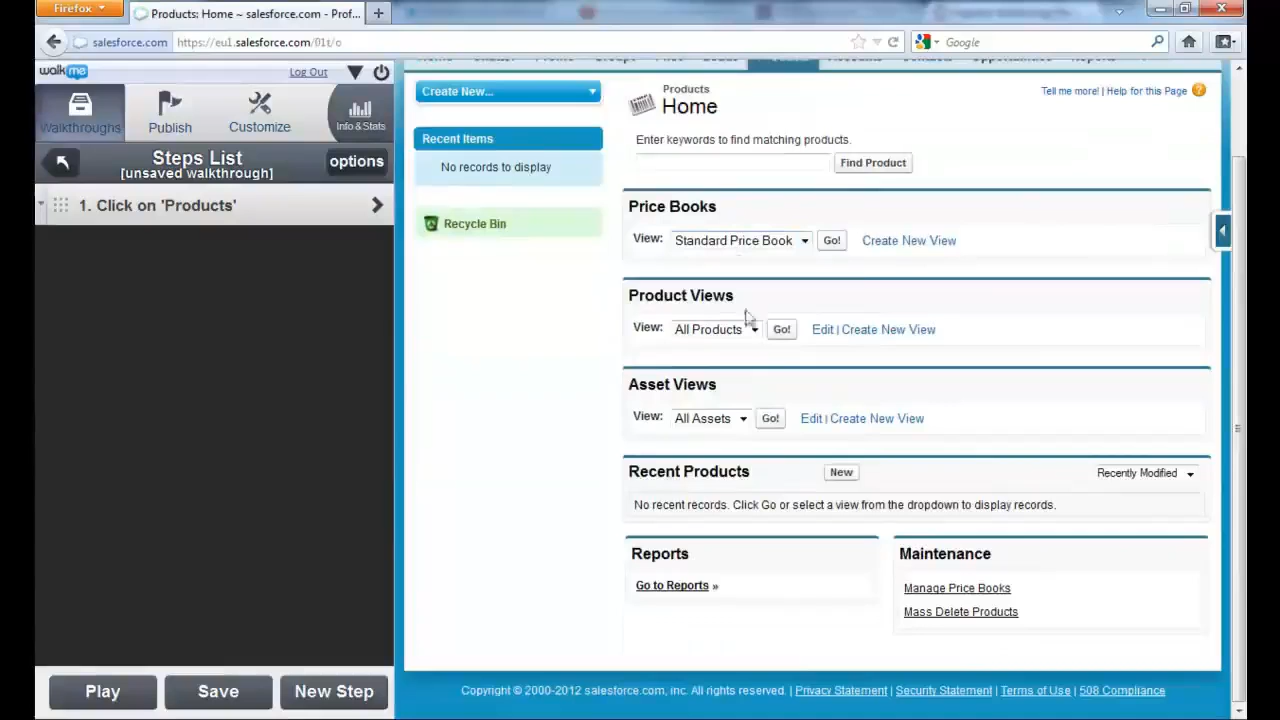 Firefox
Products: Home ~ salesforce.com - Prof...
salesforce.com
https://eu1.salesforce.com/01t/o
Google
walkme
Log Out
Walkthroughs
Publish
Customize
Info & Stats
Steps List
[unsaved walkthrough]
options
1. Click on 'Products'
Play
Save
New Step
Create New...
Recent Items
No records to display
Recycle Bin
Products
Home
Tell me more! | Help for this Page
Enter keywords to find matching products.
Find Product
Price Books
View: Standard Price Book Go! Create New View
Product Views
View: All Products Go! Edit | Create New View
Asset Views
View: All Assets Go! Edit | Create New View
Recent Products New Recently Modified
No recent records. Click Go or select a view from the dropdown to display records.
Reports
Go to Reports »
Maintenance
Manage Price Books
Mass Delete Products
Copyright © 2000-2012 salesforce.com, inc. All rights reserved. | Privacy Statement | Security Statement | Terms of Use | 508 Compliance